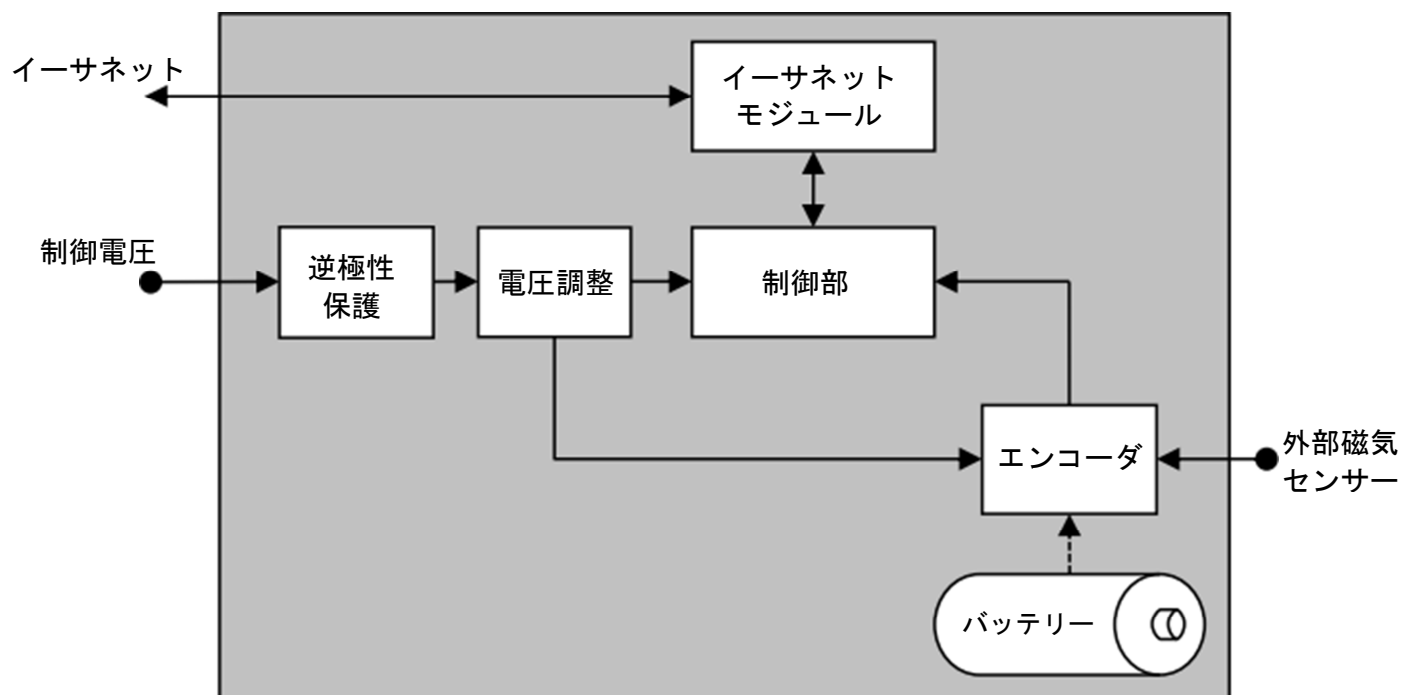 イーサネット
イーサネット
モジュール
制御電圧
逆極性
保護
電圧調整
制御部
エンコーダ
外部磁気
センサー
バッテリー